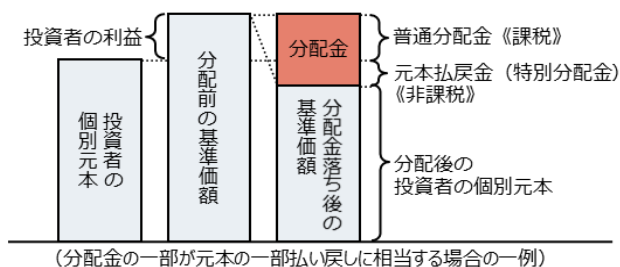 投資者の利益
投資者の
個別元本
分配前の基準価額
分配金
分配金落ち後の
基準価額
普通分配金《課税》
元本払戻金（特別分配金）
《非課税》
分配後の
投資者の個別元本
（分配金の一部が元本の一部払い戻しに相当する場合の一例）